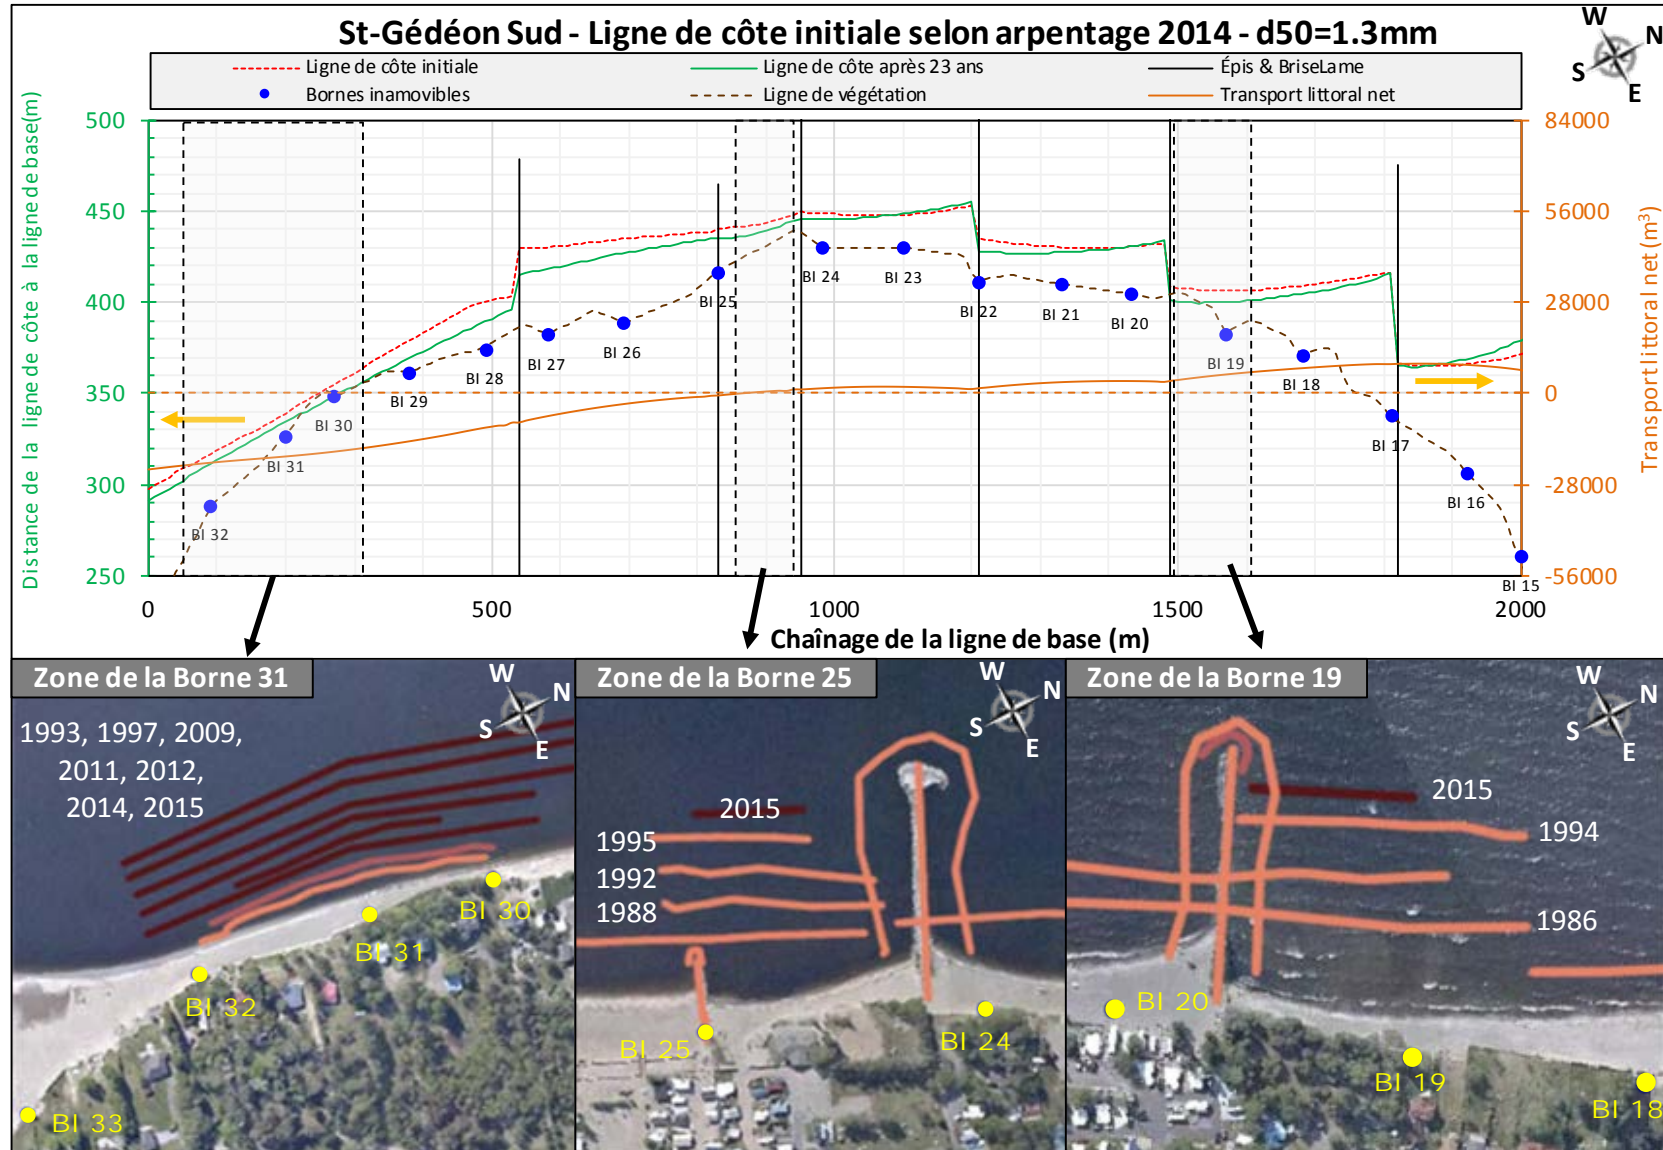 St-Gédéon Sud - Ligne de côte initiale selon arpentage 2014 - d50=1.3mm
W
N
S
E
Ligne de côte initiale
Ligne de côte après 23 ans
Épis & BriseLame
Bornes inamovibles
Ligne de végétation
Transport littoral net
Distance de la ligne de côte à la ligne de base(m)
500
450
400
350
300
250
84000
56000
28000
0
-28000
-56000
Transport littoral net (m³)
BI 32
BI 31
BI 30
BI 29
BI 28
BI 27
BI 26
BI 25
BI 24
BI 23
BI 22
BI 21
BI 20
BI 19
BI 18
BI 17
BI 16
BI 15
0
500
1000
1500
2000
Chaînage de la ligne de base (m)
Zone de la Borne 31
W
N
S
E
1993, 1997, 2009,
2011, 2012,
2014, 2015
BI 30
BI 31
BI 32
BI 33
Zone de la Borne 25
W
N
S
E
2015
1995
1992
1988
BI 25
BI 24
Zone de la Borne 19
W
N
S
E
2015
1994
1986
BI 20
BI 19
BI 18